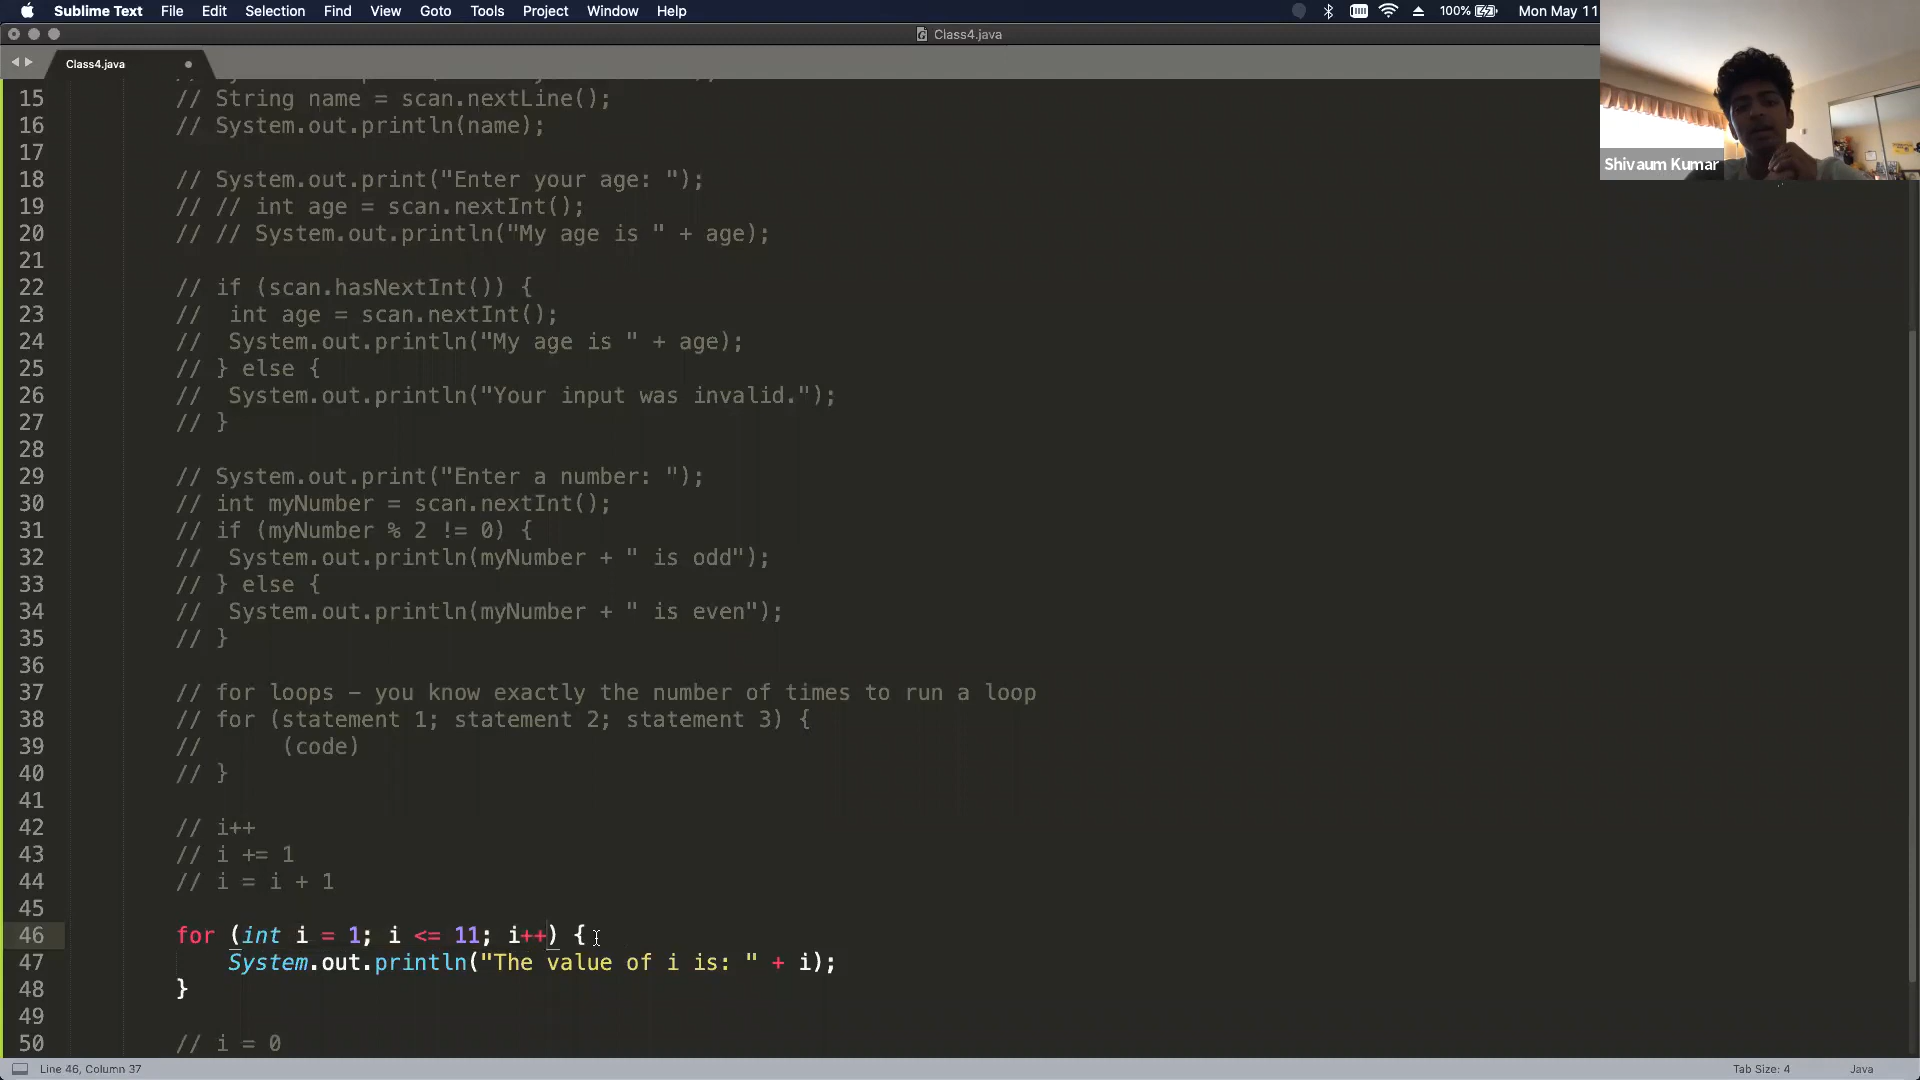 Sublime Text File Edit Selection Find View Goto Tools Project Window Help 100% Mon May 11
Class4.java
Class4.java
15 // String name = scan.nextLine();
16 // System.out.println(name);
17
18 // System.out.print("Enter your age: ");
19 // // int age = scan.nextInt();
20 // // System.out.println("My age is " + age);
21
22 // if (scan.hasNextInt()) {
23 //  int age = scan.nextInt();
24 //  System.out.println("My age is " + age);
25 // } else {
26 //  System.out.println("Your input was invalid.");
27 // }
28
29 // System.out.print("Enter a number: ");
30 // int myNumber = scan.nextInt();
31 // if (myNumber % 2 != 0) {
32 //  System.out.println(myNumber + " is odd");
33 // } else {
34 //  System.out.println(myNumber + " is even");
35 // }
36
37 // for loops – you know exactly the number of times to run a loop
38 // for (statement 1; statement 2; statement 3) {
39 //      (code)
40 // }
41
42 // i++
43 // i += 1
44 // i = i + 1
45
46 for (int i = 1; i <= 11; i++) {
47     System.out.println("The value of i is: " + i);
48 }
49
50 // i = 0
Shivaum Kumar
Line 46, Column 37 Tab Size: 4 Java